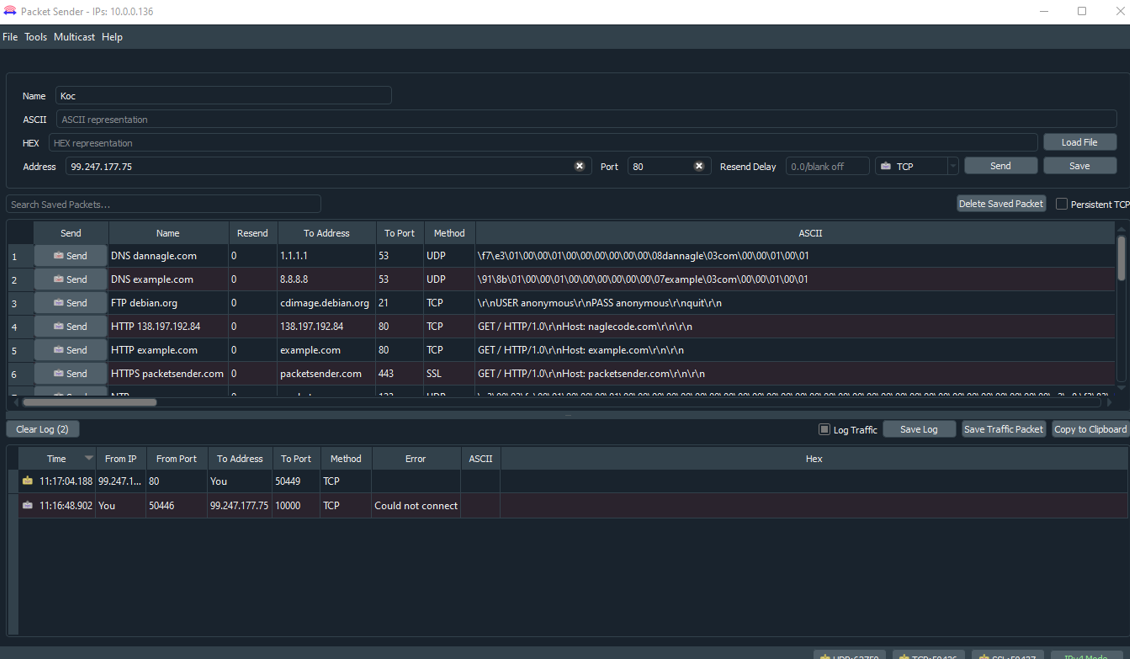 Packet Sender - IPs: 10.0.0.136
File Tools Multicast Help
Name Koc
ASCII ASCII representation
HEX HEX representation Load File
Address 99.247.177.75 Port 80 Resend Delay 0.0/blank off TCP Send Save
Search Saved Packets... Delete Saved Packet Persistent TCP
Send Name Resend To Address To Port Method ASCII
1 Send DNS dannagle.com 0 1.1.1.1 53 UDP \f7\e3\01\00\00\01\00\00\00\00\00\00\08dannagle\03com\00\00\01\00\01
2 Send DNS example.com 0 8.8.8.8 53 UDP \91\8b\01\00\00\01\00\00\00\00\00\00\07example\03com\00\00\01\00\01
3 Send FTP debian.org 0 cdimage.debian.org 21 TCP \r\nUSER anonymous\r\nPASS anonymous\r\nquit\r\n
4 Send HTTP 138.197.192.84 0 138.197.192.84 80 TCP GET / HTTP/1.0\r\nHost: naglecode.com\r\n\r\n
5 Send HTTP example.com 0 example.com 80 TCP GET / HTTP/1.0\r\nHost: example.com\r\n\r\n
6 Send HTTPS packetsender.com 0 packetsender.com 443 SSL GET / HTTP/1.0\r\nHost: packetsender.com\r\n\r\n
Clear Log (2) Log Traffic Save Log Save Traffic Packet Copy to Clipboard
Time From IP From Port To Address To Port Method Error ASCII Hex
11:17:04.188 99.247.1... 80 You 50449 TCP
11:16:48.902 You 50446 99.247.177.75 10000 TCP Could not connect